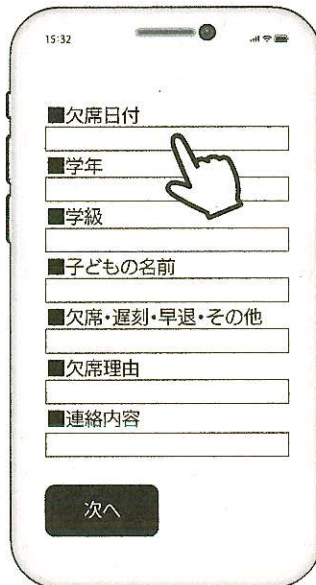 15:32
■欠席日付
■学年
■学級
■子どもの名前
■欠席・遅刻・早退・その他
■欠席理由
■連絡内容
次へ